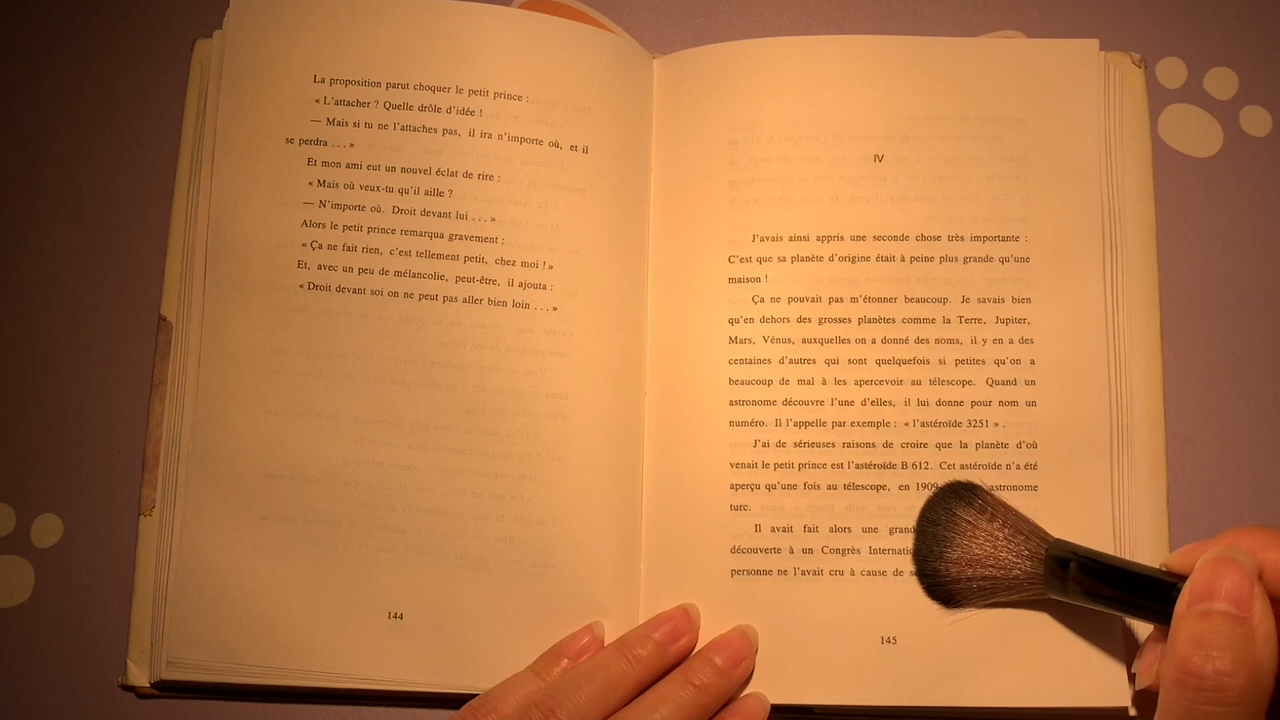 La proposition parut choquer le petit prince :
« L'attacher ? Quelle drôle d'idée !
— Mais si tu ne l'attaches pas, il ira n'importe où, et il
se perdra . . . »
Et mon ami eut un nouvel éclat de rire :
« Mais où veux-tu qu'il aille ?
— N'importe où. Droit devant lui . . . »
Alors le petit prince remarqua gravement :
« Ça ne fait rien, c'est tellement petit, chez moi ! »
Et, avec un peu de mélancolie, peut-être, il ajouta :
« Droit devant soi on ne peut pas aller bien loin . . . »
144
IV
J'avais ainsi appris une seconde chose très importante :
C'est que sa planète d'origine était à peine plus grande qu'une
maison !
Ça ne pouvait pas m'étonner beaucoup. Je savais bien
qu'en dehors des grosses planètes comme la Terre, Jupiter,
Mars, Vénus, auxquelles on a donné des noms, il y en a des
centaines d'autres qui sont quelquefois si petites qu'on a
beaucoup de mal à les apercevoir au télescope. Quand un
astronome découvre l'une d'elles, il lui donne pour nom un
numéro. Il l'appelle par exemple : « l'astéroïde 3251 » .
J'ai de sérieuses raisons de croire que la planète d'où
venait le petit prince est l'astéroïde B 612. Cet astéroïde n'a été
aperçu qu'une fois au télescope, en 1909 astronome
turc.
Il avait fait alors une
découverte à un Congrès
personne ne l'avait cru à cause de
145